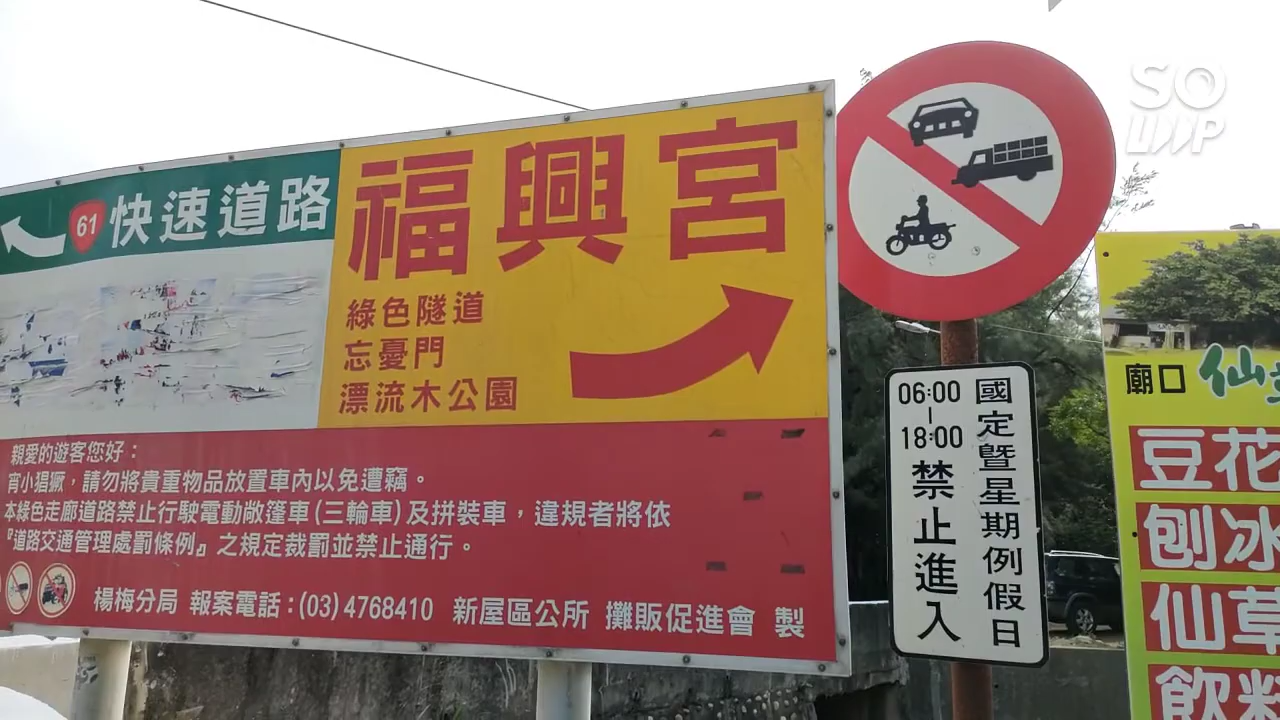 61 快速道路
福興宮
綠色隧道
忘憂門
漂流木公園
親愛的遊客您好：
宵小猖獗，請勿將貴重物品放置車內以免遭竊。
本綠色走廊道路禁止行駛電動敞篷車(三輪車)及拼裝車，違規者將依
『道路交通管理處罰條例』之規定裁罰並禁止通行。
楊梅分局 報案電話：(03)4768410 新屋區公所 攤販促進會 製
國定暨星期例假日
06:00
|
18:00
禁止進入
廟口 仙
豆花
刨冰
仙草
飲料
SO
UP